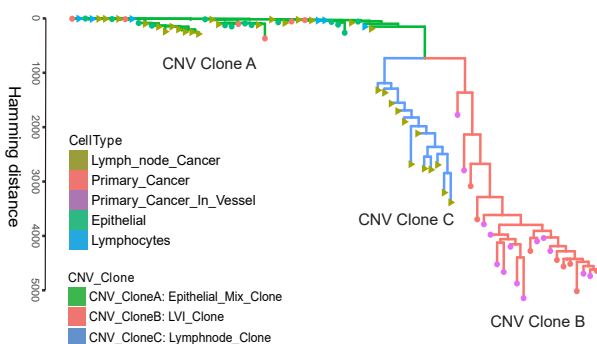 0
1000
2000
3000
4000
5000
Hamming distance
CNV Clone A
CNV Clone C
CNV Clone B
CellType
Lymph_node_Cancer
Primary_Cancer
Primary_Cancer_In_Vessel
Epithelial
Lymphocytes
CNV_Clone
CNV_CloneA: Epithelial_Mix_Clone
CNV_CloneB: LVI_Clone
CNV_CloneC: Lymphnode_Clone